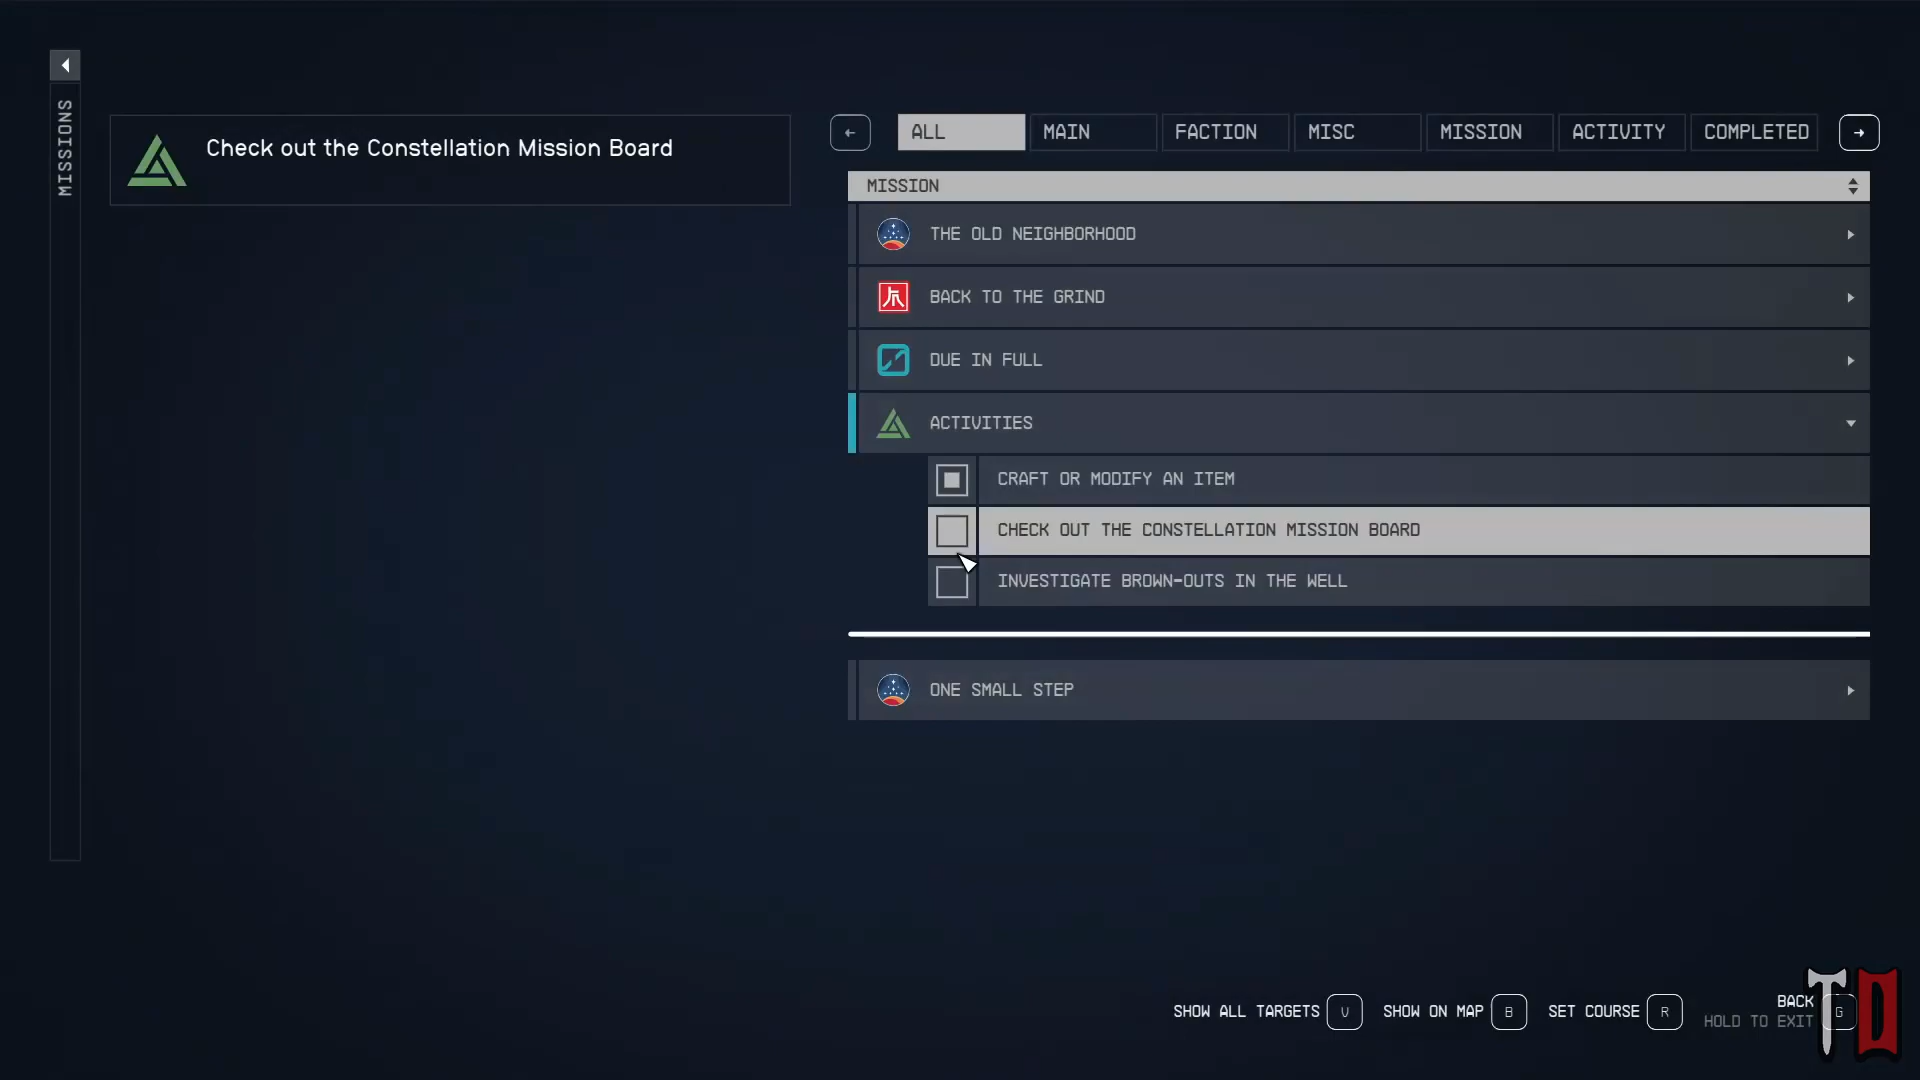 MISSIONS
Check out the Constellation Mission Board
ALL
MAIN
FACTION
MISC
MISSION
ACTIVITY
COMPLETED
MISSION
THE OLD NEIGHBORHOOD
BACK TO THE GRIND
DUE IN FULL
ACTIVITIES
CRAFT OR MODIFY AN ITEM
CHECK OUT THE CONSTELLATION MISSION BOARD
INVESTIGATE BROWN-OUTS IN THE WELL
ONE SMALL STEP
SHOW ALL TARGETS V
SHOW ON MAP B
SET COURSE R
BACK
HOLD TO EXIT G
TD